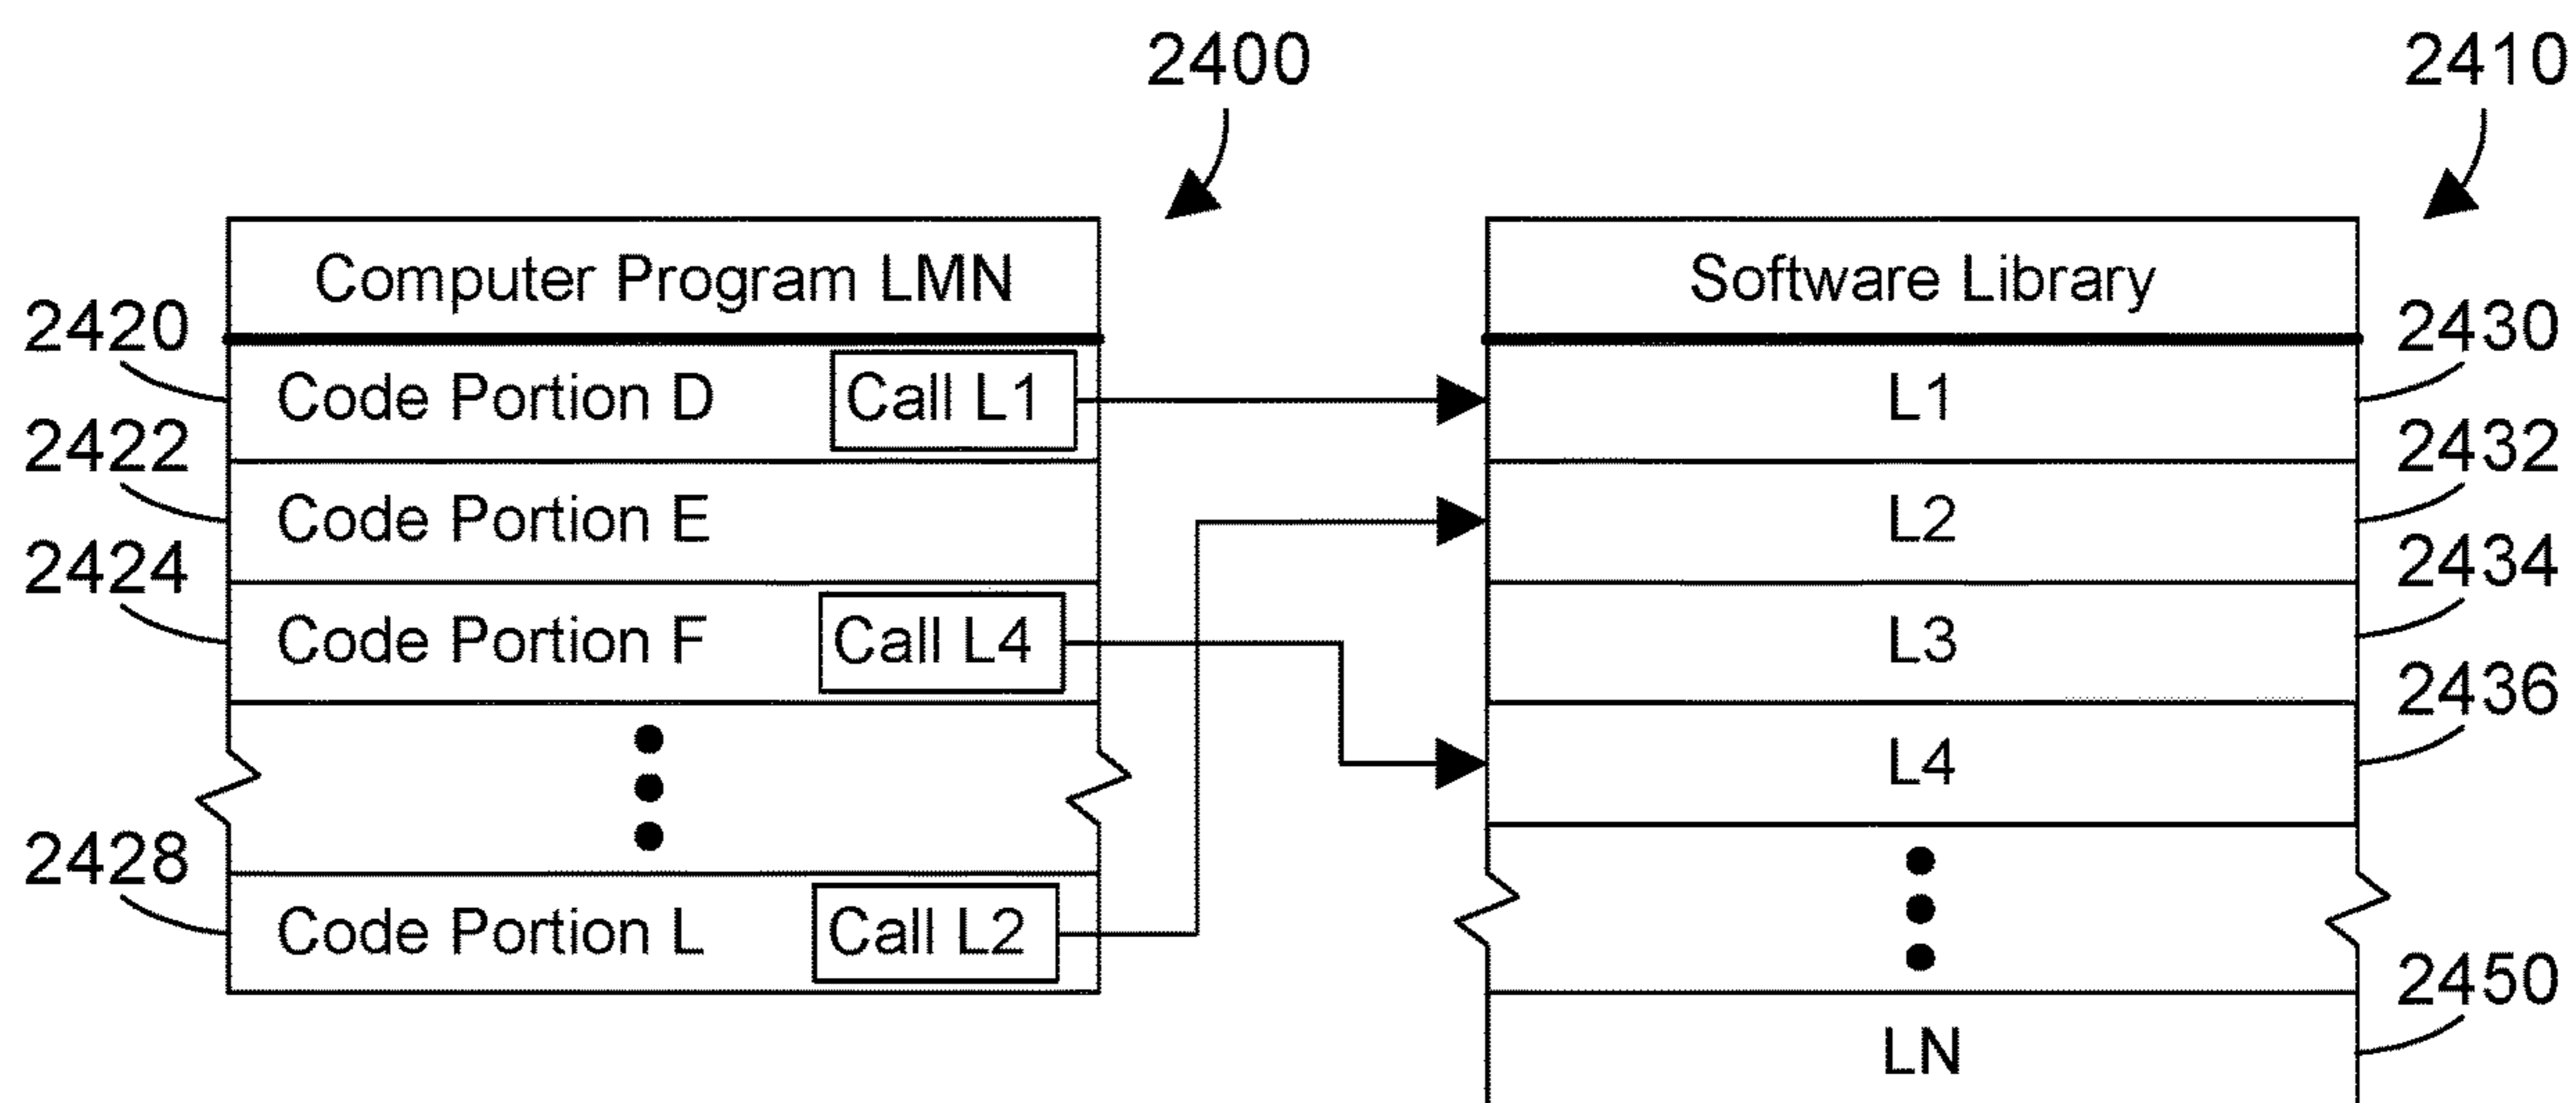 2400
2410
Computer Program LMN
Software Library
2420
Code Portion D
Call L1
L1
2430
2422
Code Portion E
L2
2432
2424
Code Portion F
Call L4
L3
2434
L4
2436
2428
Code Portion L
Call L2
LN
2450